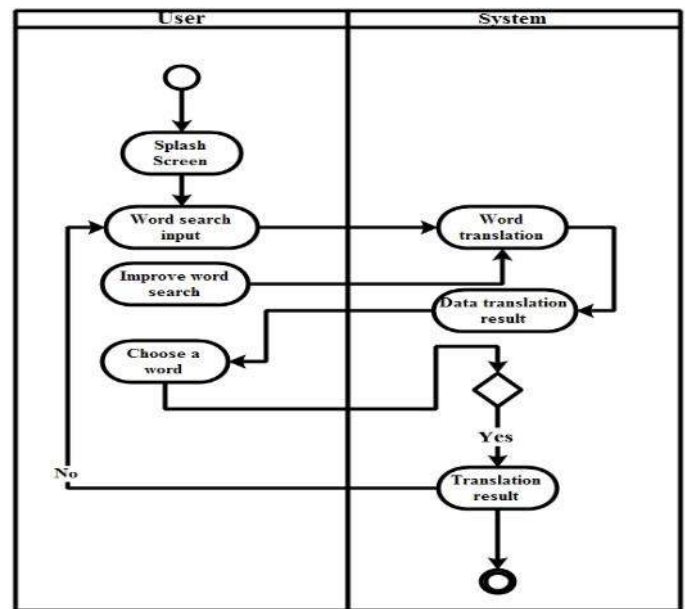 User
System
Splash
Screen
Word search
input
Word
translation
Improve word
search
Data translation
result
Choose a
word
Yes
No
Translation
result